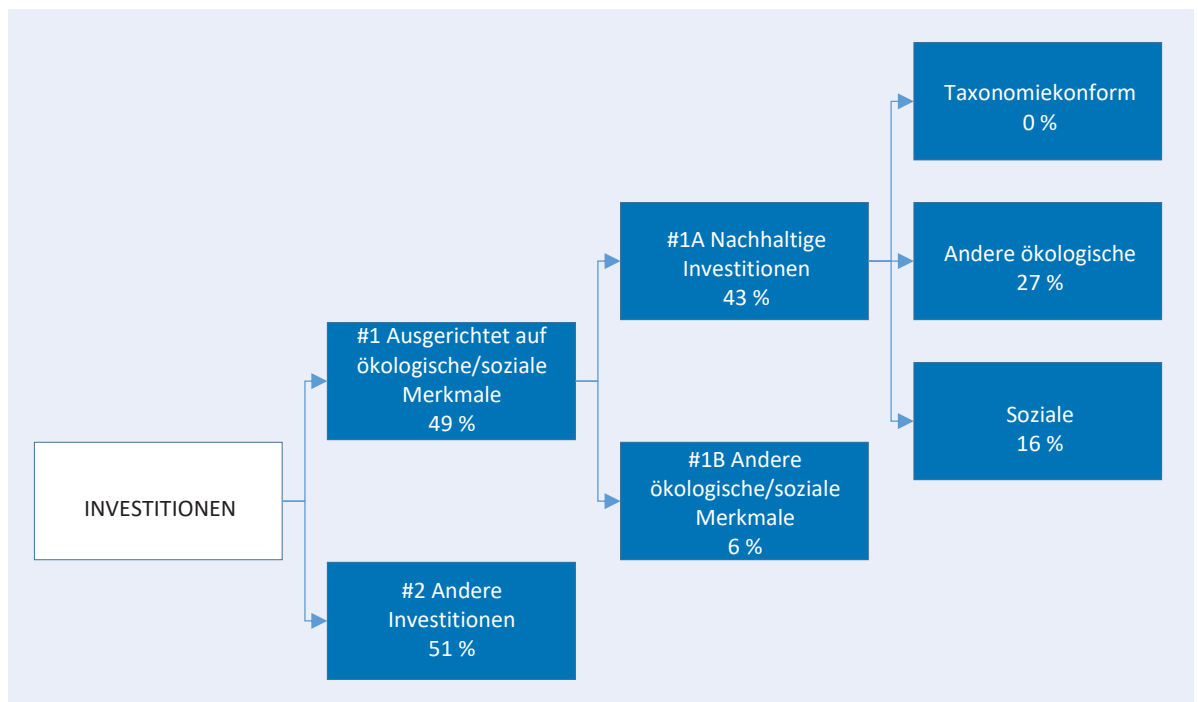 INVESTITIONEN
#1 Ausgerichtet auf
ökologische/soziale
Merkmale
49 %
#2 Andere
Investitionen
51 %
#1A Nachhaltige
Investitionen
43 %
#1B Andere
ökologische/soziale
Merkmale
6 %
Taxonomiekonform
0 %
Andere ökologische
27 %
Soziale
16 %